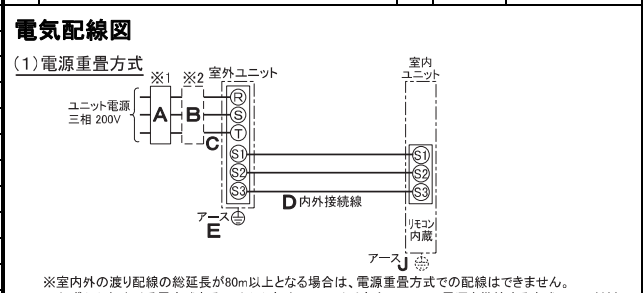 電気配線図
(1)電源重畳方式
※1 ※2 室外ユニット 室内ユニット
ユニット電源
三相 200V
A B
R
S
T
C
S1 S1
S2 S2
S3 S3
D 内外接続線
アース
E
リモコン
内蔵
アース J
※室内外の渡り配線の総延長が80m以上となる場合は、電源重畳方式での配線はできません。